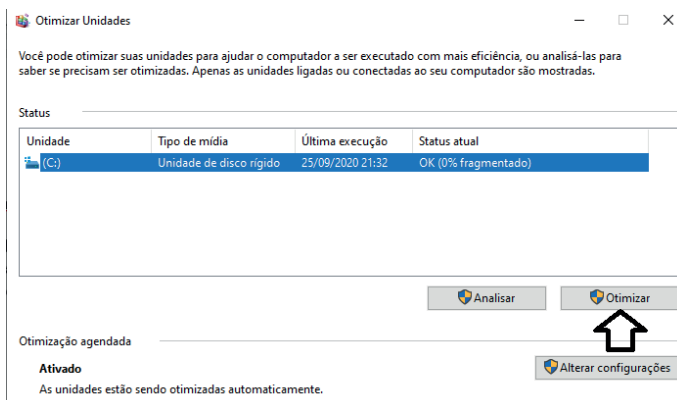 Otimizar Unidades
Você pode otimizar suas unidades para ajudar o computador a ser executado com mais eficiência, ou analisá-las para
saber se precisam ser otimizadas. Apenas as unidades ligadas ou conectadas ao seu computador são mostradas.
Status
Unidade Tipo de mídia Última execução Status atual
(C:) Unidade de disco rígido 25/09/2020 21:32 OK (0% fragmentado)
Analisar Otimizar
Otimização agendada
Ativado Alterar configurações
As unidades estão sendo otimizadas automaticamente.